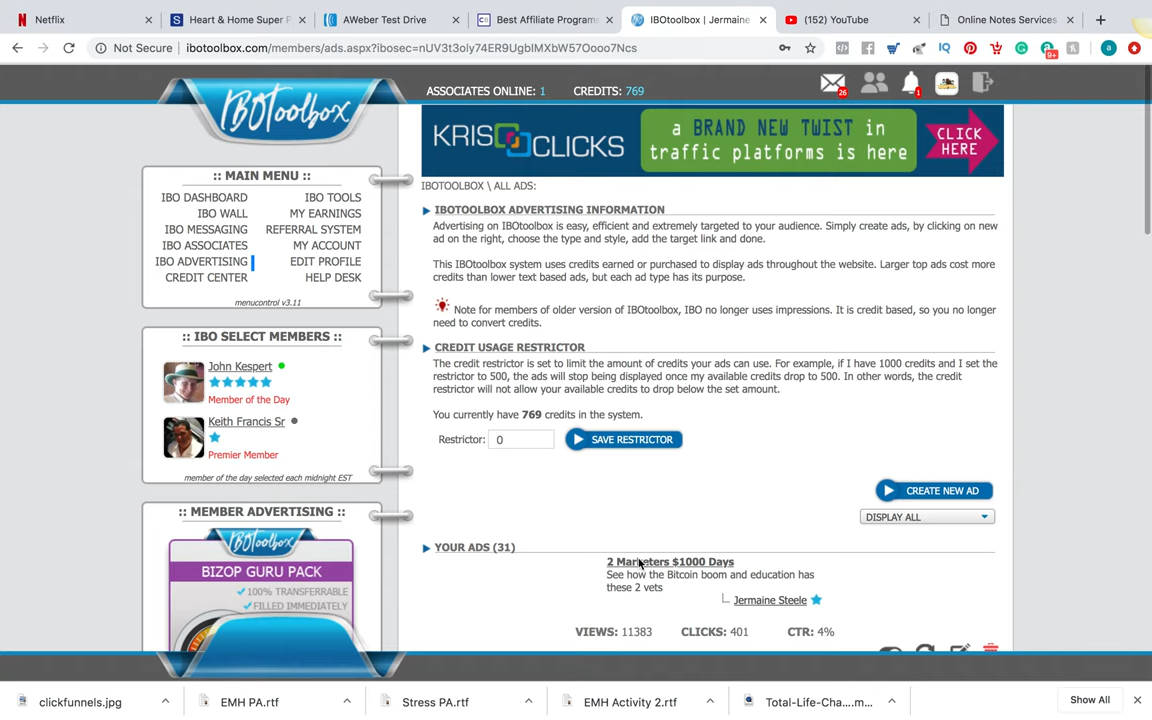 Netflix
Heart & Home Super P
AWeber Test Drive
Best Affiliate Program
IBOtoolbox | Jermaine
(152) YouTube
Online Notes Services
Not Secure | ibotoolbox.com/members/ads.aspx?ibosec=nUV3t3oly74ER9UgbIMXbW57Oooo7Ncs
IBOToolbox
ASSOCIATES ONLINE: 1 CREDITS: 769
26
1
KRISCLICKS
a BRAND NEW TWIST in
traffic platforms is here
CLICK
HERE
IBOTOOLBOX \ ALL ADS:
:: MAIN MENU ::
IBO DASHBOARD IBO TOOLS
IBO WALL MY EARNINGS
IBO MESSAGING REFERRAL SYSTEM
IBO ASSOCIATES MY ACCOUNT
IBO ADVERTISING EDIT PROFILE
CREDIT CENTER HELP DESK
menucontrol v3.11
:: IBO SELECT MEMBERS ::
John Kespert
Member of the Day
Keith Francis Sr
Premier Member
member of the day selected each midnight EST
:: MEMBER ADVERTISING ::
IBOToolbox
BIZOP GURU PACK
100% TRANSFERRABLE
FILLED IMMEDIATELY
IBOTOOLBOX ADVERTISING INFORMATION
Advertising on IBOtoolbox is easy, efficient and extremely targeted to your audience. Simply create ads, by clicking on new
ad on the right, choose the type and style, add the target link and done.
This IBOtoolbox system uses credits earned or purchased to display ads throughout the website. Larger top ads cost more
credits than lower text based ads, but each ad type has its purpose.
Note for members of older version of IBOtoolbox, IBO no longer uses impressions. It is credit based, so you no longer
need to convert credits.
CREDIT USAGE RESTRICTOR
The credit restrictor is set to limit the amount of credits your ads can use. For example, if I have 1000 credits and I set the
restrictor to 500, the ads will stop being displayed once my available credits drop to 500. In other words, the credit
restrictor will not allow your available credits to drop below the set amount.
You currently have 769 credits in the system.
Restrictor: 0 SAVE RESTRICTOR
CREATE NEW AD
DISPLAY ALL
YOUR ADS (31)
2 Marketers $1000 Days
See how the Bitcoin boom and education has
these 2 vets
Jermaine Steele
VIEWS: 11383 CLICKS: 401 CTR: 4%
clickfunnels.jpg
EMH PA.rtf
Stress PA.rtf
EMH Activity 2.rtf
Total-Life-Cha....m...
Show All